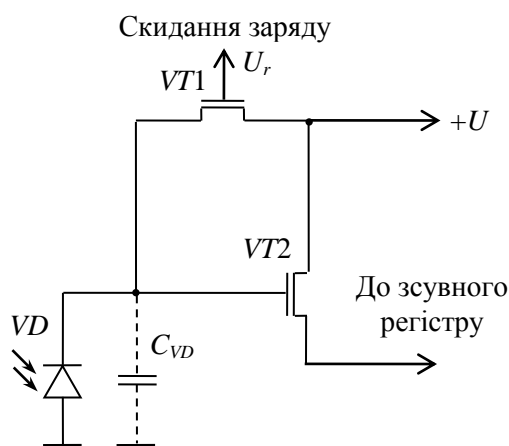 Скидання заряду
U_r
VT1
+U
VT2
До зсувного
регістру
VD
C_VD